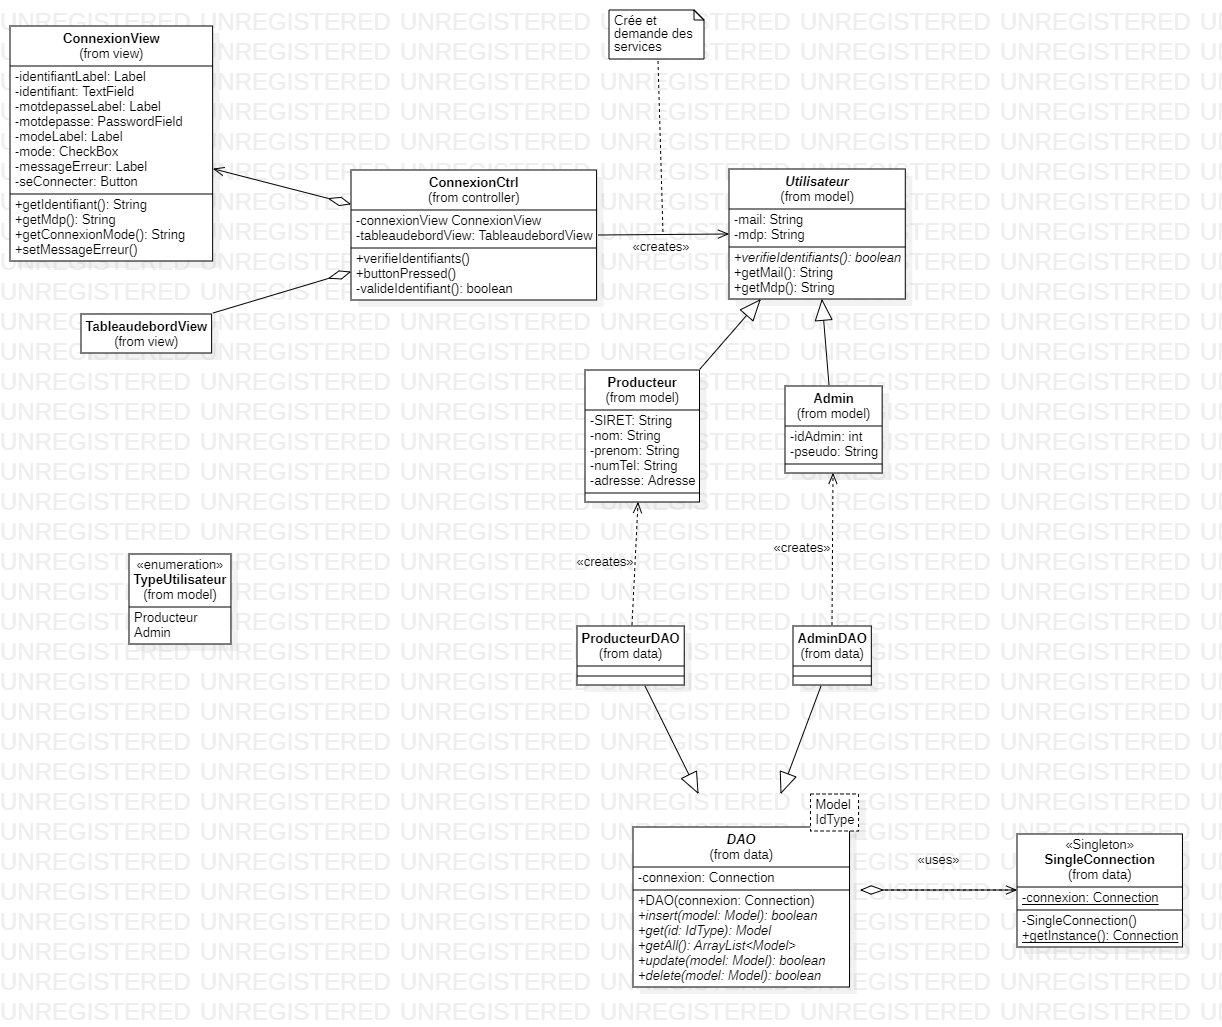 Crée et
demande des
services
ConnexionView
(from view)
-identifiantLabel: Label
-identifiant: TextField
-motdepasseLabel: Label
-motdepasse: PasswordField
-modeLabel: Label
-mode: CheckBox
-messageErreur: Label
-seConnecter: Button
+getIdentifiant(): String
+getMdp(): String
+getConnexionMode(): String
+setMessageErreur()
ConnexionCtrl
(from controller)
-connexionView ConnexionView
-tableaudebordView: TableaudebordView
+verifieIdentifiants()
+buttonPressed()
-valideIdentifiant(): boolean
«creates»
Utilisateur
(from model)
-mail: String
-mdp: String
+verifieIdentifiants(): boolean
+getMail(): String
+getMdp(): String
TableaudebordView
(from view)
Producteur
(from model)
-SIRET: String
-nom: String
-prenom: String
-numTel: String
-adresse: Adresse
Admin
(from model)
-idAdmin: int
-pseudo: String
«creates»
«creates»
«enumeration»
TypeUtilisateur
(from model)
Producteur
Admin
ProducteurDAO
(from data)
AdminDAO
(from data)
Model
IdType
DAO
(from data)
-connexion: Connection
+DAO(connexion: Connection)
+insert(model: Model): boolean
+get(id: IdType): Model
+getAll(): ArrayList<Model>
+update(model: Model): boolean
+delete(model: Model): boolean
«uses»
«Singleton»
SingleConnection
(from data)
-connexion: Connection
-SingleConnection()
+getInstance(): Connection
UNREGISTERED